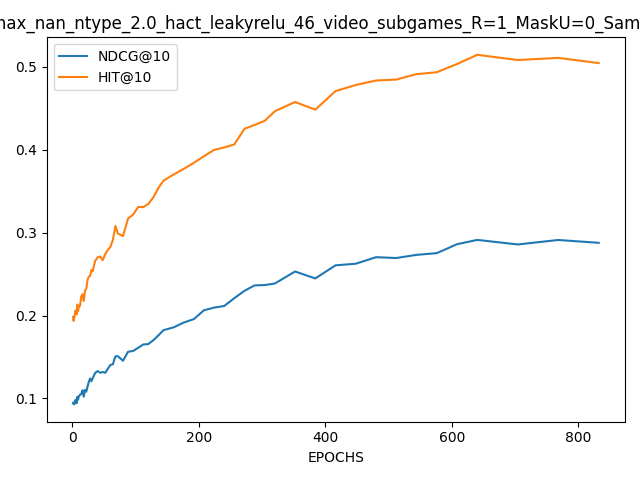 max_nan_ntype_2.0_hact_leakyrelu_46_video_subgames_R=1_MaskU=0_Sam
NDCG@10
HIT@10
0.5
0.4
0.3
0.2
0.1
0 200 400 600 800
EPOCHS